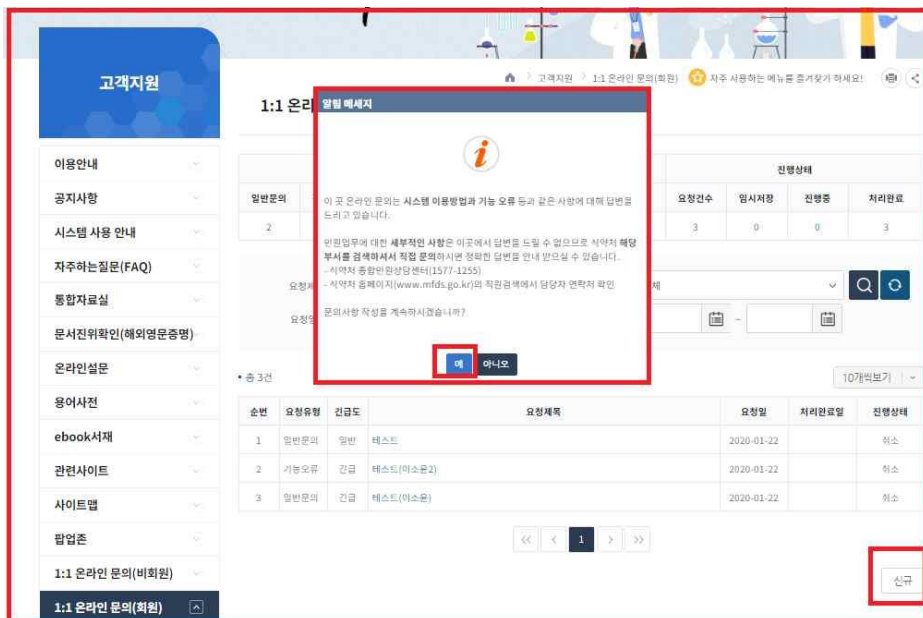 고객지원
고객지원 > 1:1 온라인 문의(회원) 자주 사용하는 메뉴를 즐겨찾기 하세요!
1:1 온라
알림 메세지
i
이 곳 온라인 문의는 시스템 이용방법과 기능 오류 등과 같은 사항에 대해 답변을
드리고 있습니다.
민원업무에 대한 세부적인 사항은 이곳에서 답변을 드릴 수 없으므로 식약처 해당
부서를 검색하셔서 직접 문의하시면 정확한 답변을 안내 받으실 수 있습니다.
-식약처 종합민원상담센터(1577-1255)
-식약처 홈페이지(www.mfds.go.kr)의 직원검색에서 담당자 연락처 확인
문의사항 작성을 계속하시겠습니까?
예 아니오
이용안내
공지사항
시스템 사용 안내
자주하는질문(FAQ)
통합자료실
문서진위확인(해외영문증명)
온라인설문
용어사전
ebook서재
관련사이트
사이트맵
팝업존
1:1 온라인 문의(비회원)
1:1 온라인 문의(회원)
진행상태
일반문의 요청건수 임시저장 진행중 처리완료
2 3 0 0 3
요청
요청일
체
-
• 총 3건 10개씩보기
순번 요청유형 긴급도 요청제목 요청일 처리완료일 진행상태
1 일반문의 일반 테스트 2020-01-22 취소
2 기능오류 긴급 테스트(이소윤2) 2020-01-22 취소
3 일반문의 긴급 테스트(이소윤) 2020-01-22 취소
<< < 1 > >>
신규